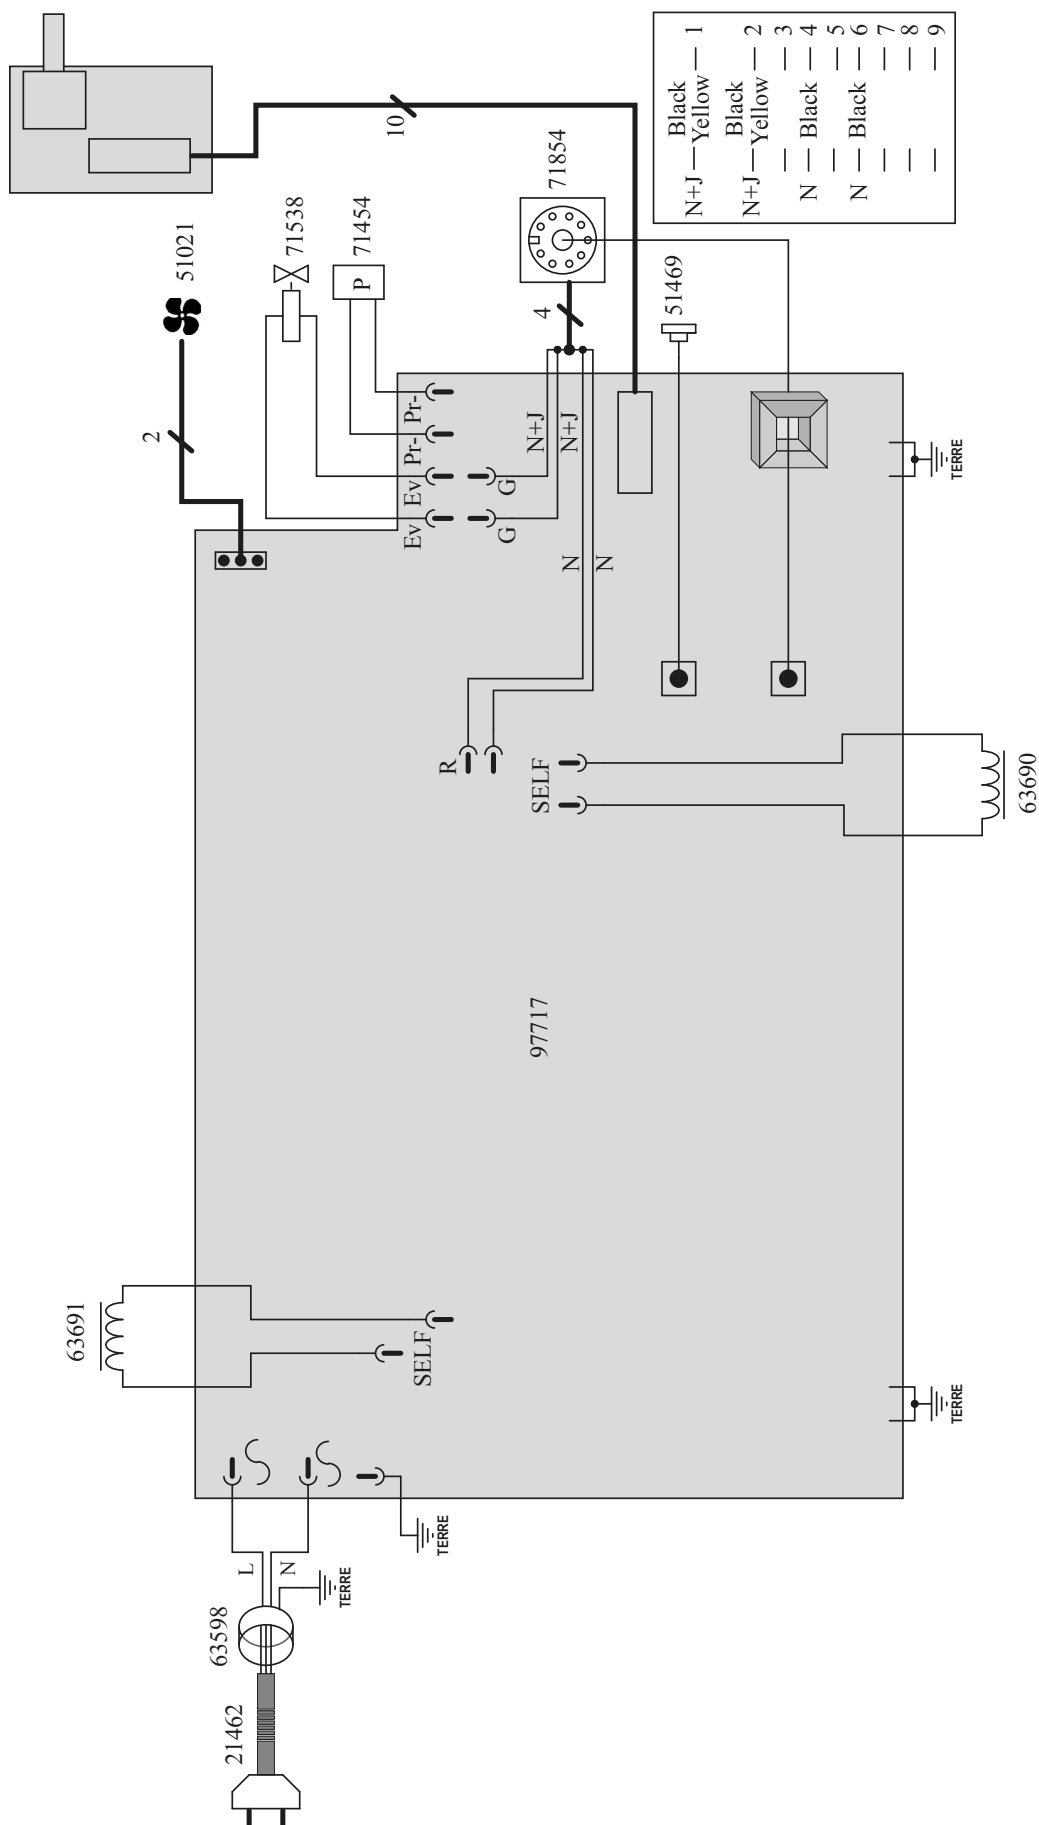 51021
2
71538
71454
P
10
71854
4
51469
N+J — Black Yellow — 1
N+J — Black Yellow — 2
— — 3
N — Black — 4
— — 5
N — Black — 6
— — 7
— — 8
— — 9
Pr-
Pr-
Ev
Ev
G
G
N+J
N+J
N
N
R
SELF
63690
TERRE
97717
63691
SELF
TERRE
TERRE
L
N
TERRE
63598
21462